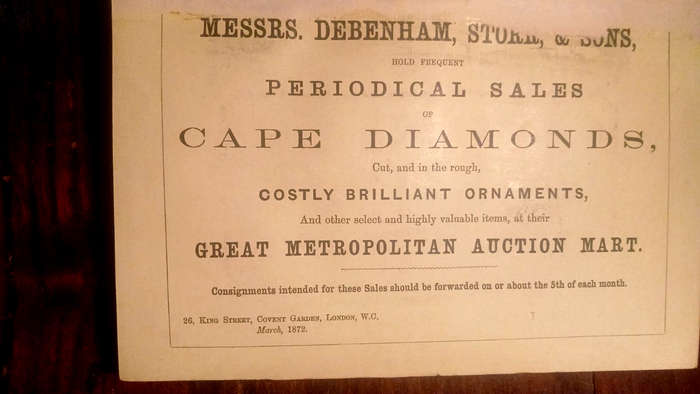 MESSRS. DEBENHAM, STORR, & SONS,
HOLD FREQUENT
PERIODICAL SALES
OF
CAPE DIAMONDS,
Cut, and in the rough,
COSTLY BRILLIANT ORNAMENTS,
And other select and highly valuable items, at their
GREAT METROPOLITAN AUCTION MART.
Consignments intended for these Sales should be forwarded on or about the 5th of each month.
26, KING STREET, COVENT GARDEN, LONDON, W.C.
March, 1872.